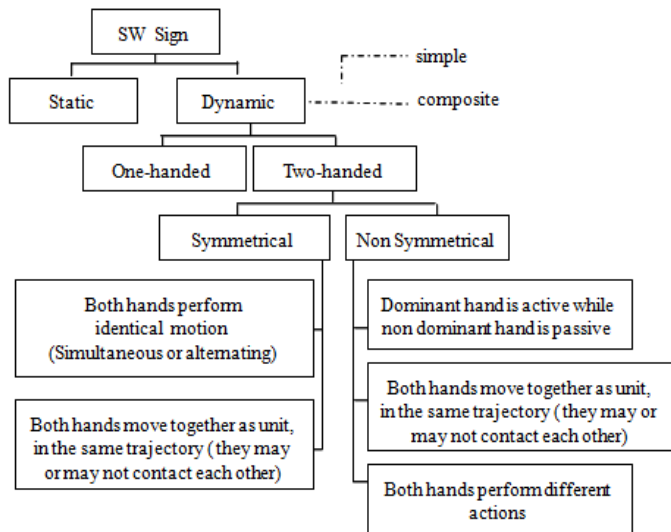 SW Sign
simple
Static
Dynamic
composite
One-handed
Two-handed
Symmetrical
Non Symmetrical
Both hands perform
identical motion
(Simultaneous or alternating)
Dominant hand is active while
non dominant hand is passive
Both hands move together as unit,
in the same trajectory ( they may
or may not contact each other)
Both hands move together as unit,
in the same trajectory ( they may or
may not contact each other)
Both hands perform different
actions